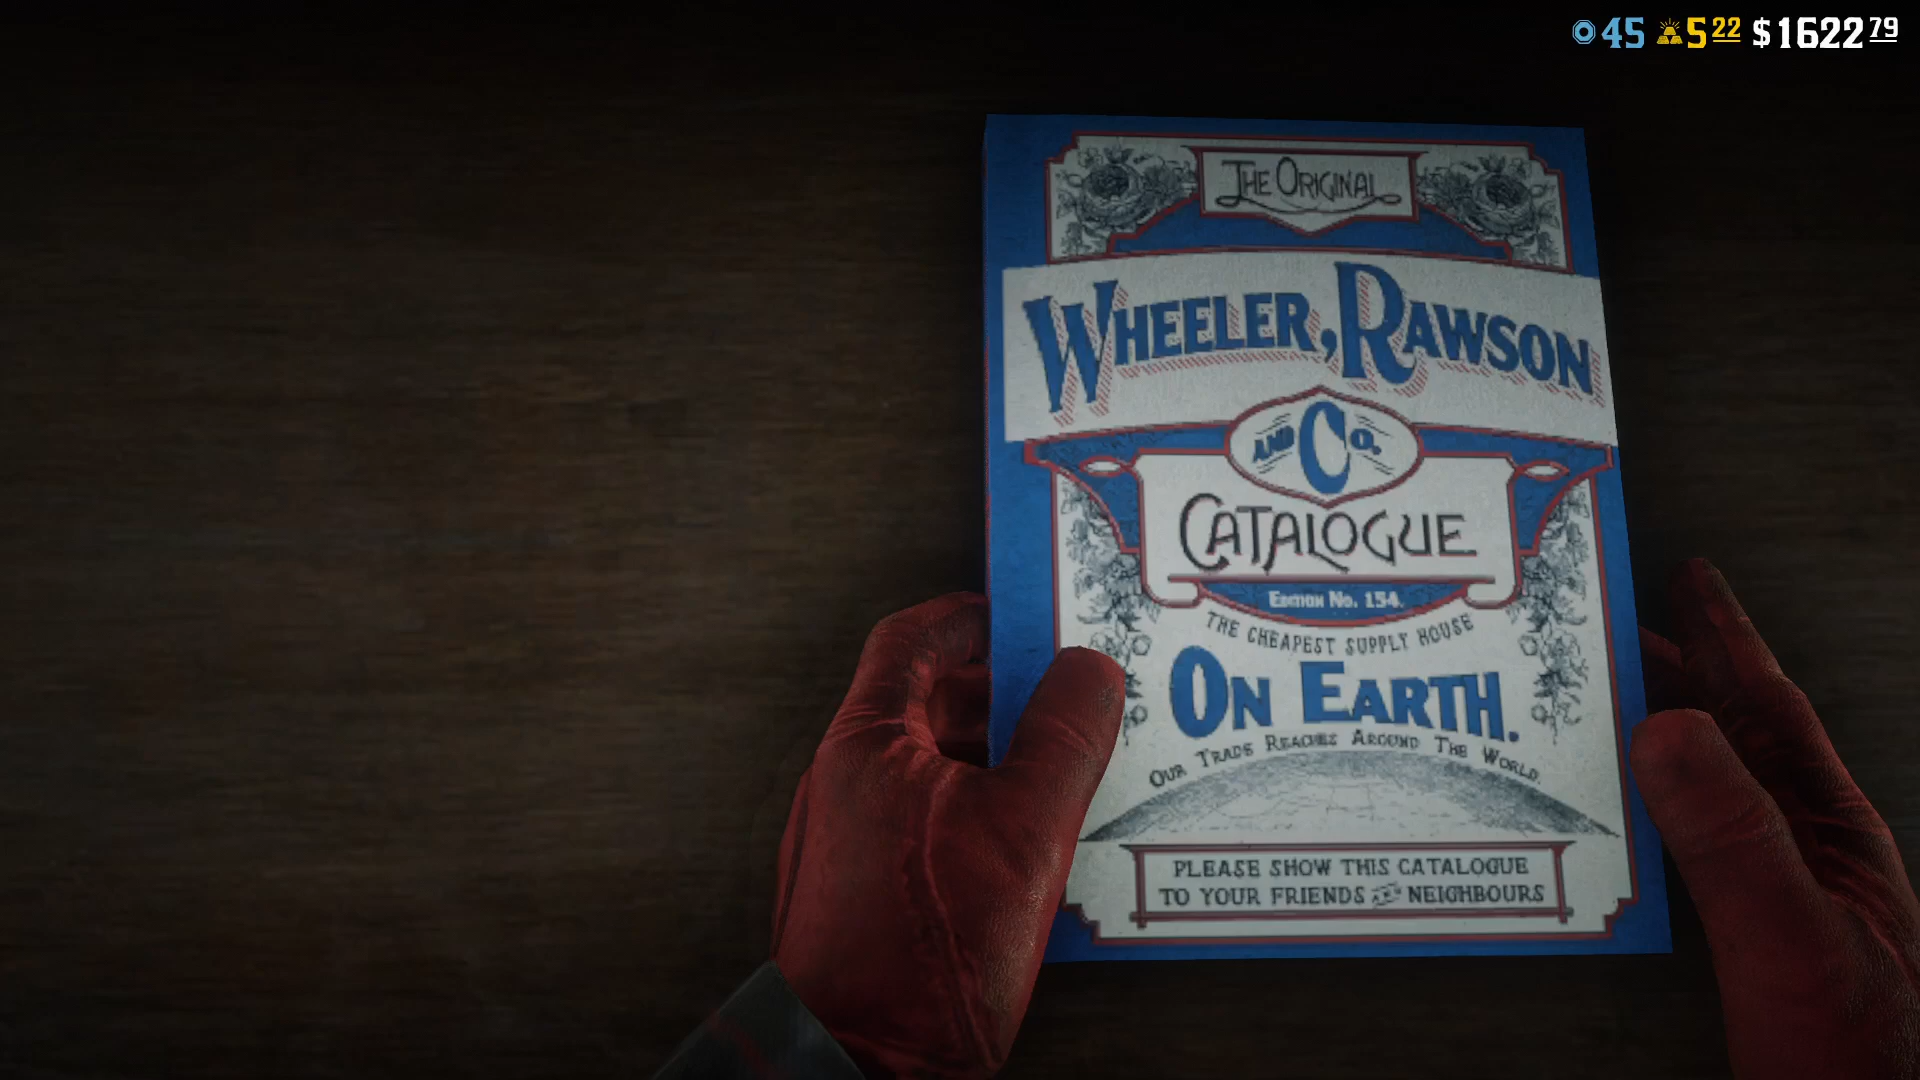 45 5 22 $1622 79
THE ORIGINAL
WHEELER, RAWSON
AND CO.
CATALOGUE
EDITION No. 154.
THE CHEAPEST SUPPLY HOUSE
ON EARTH.
OUR TRADE REACHES AROUND THE WORLD.
PLEASE SHOW THIS CATALOGUE
TO YOUR FRIENDS AND NEIGHBOURS